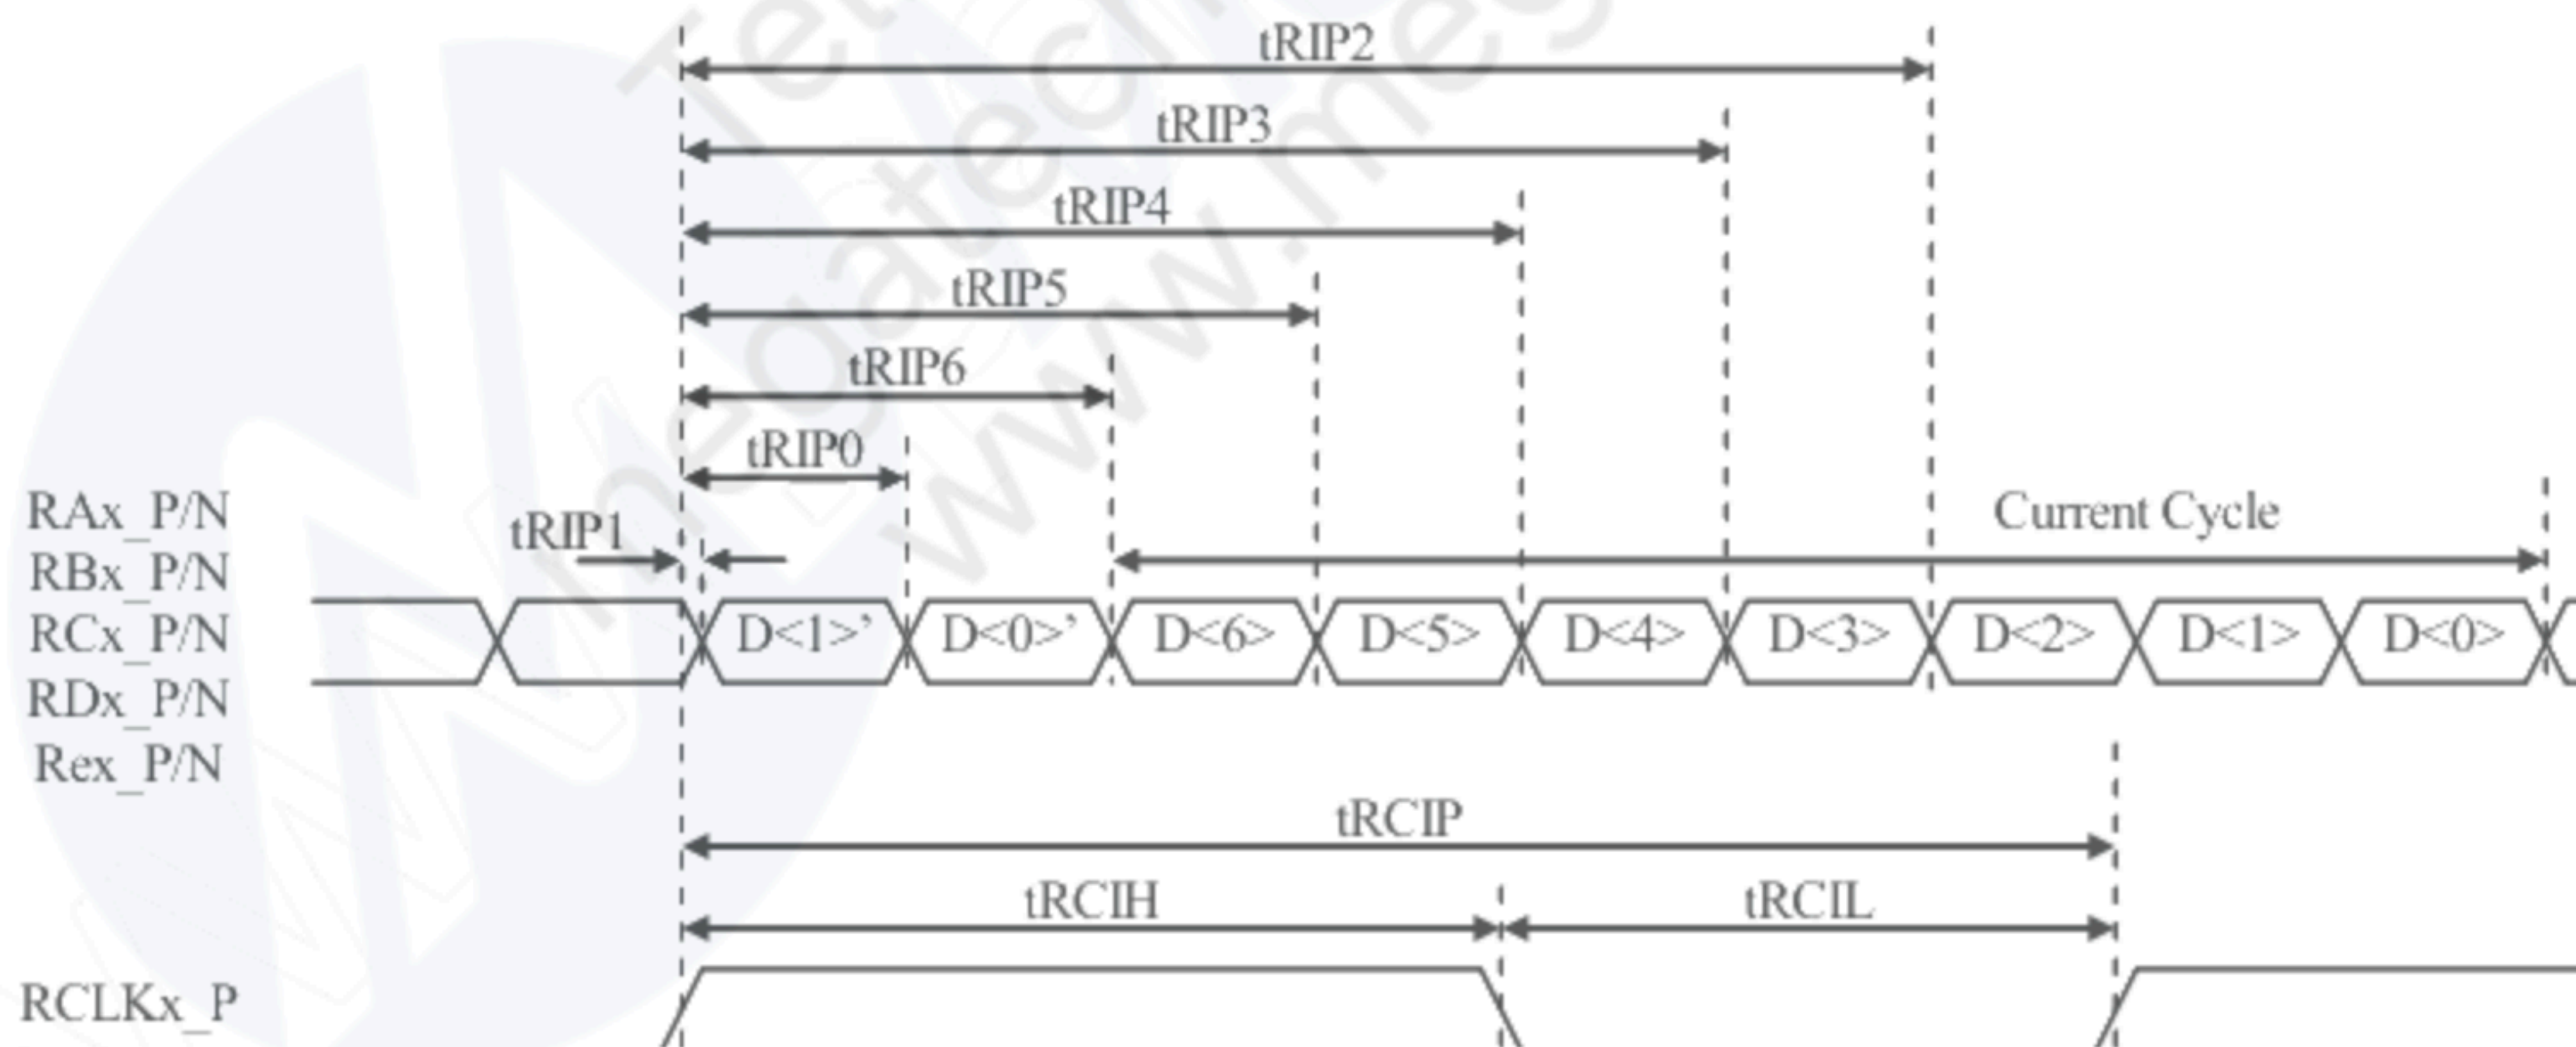 tRIP2
tRIP3
tRIP4
tRIP5
tRIP6
tRIP0
tRIP1
Current Cycle
RAx_P/N
RBx_P/N
RCx_P/N
RDx_P/N
Rex_P/N
D<1>’ D<0>’ D<6> D<5> D<4> D<3> D<2> D<1> D<0>
tRCIP
tRCIH tRCIL
RCLKx_P